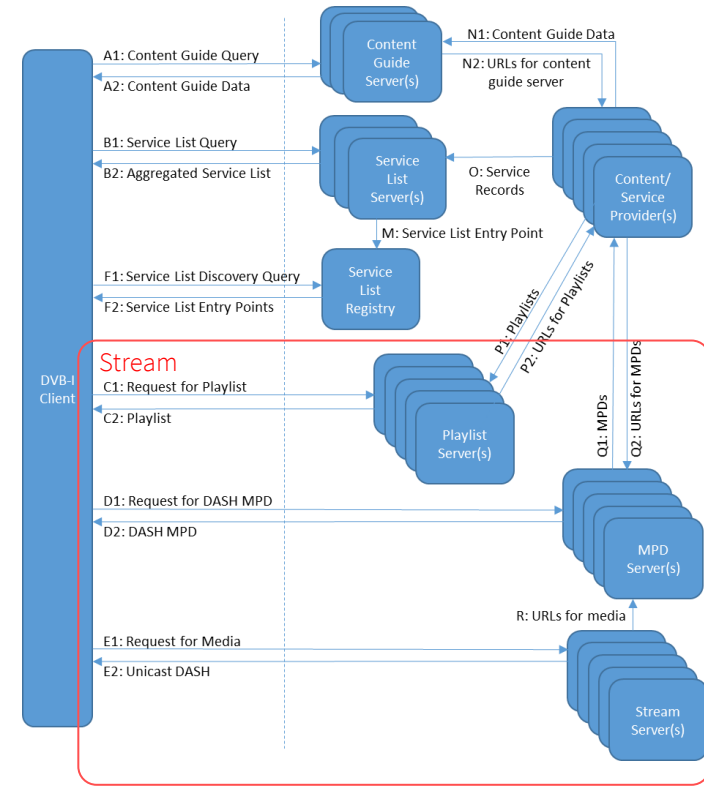 N1: Content Guide Data
A1: Content Guide Query
Content
Guide
Server(s)
N2: URLs for content
guide server
A2: Content Guide Data
B1: Service List Query
B2: Aggregated Service List
Service
List
Server(s)
O: Service
Records
Content/
Service
Provider(s)
M: Service List Entry Point
F1: Service List Discovery Query
F2: Service List Entry Points
Service
List
Registry
P1: Playlists
P2: URLs for Playlists
Stream
DVB-I
Client
C1: Request for Playlist
C2: Playlist
Playlist
Server(s)
Q1: MPDs
Q2: URLs for MPDs
D1: Request for DASH MPD
D2: DASH MPD
MPD
Server(s)
R: URLs for media
E1: Request for Media
E2: Unicast DASH
Stream
Server(s)